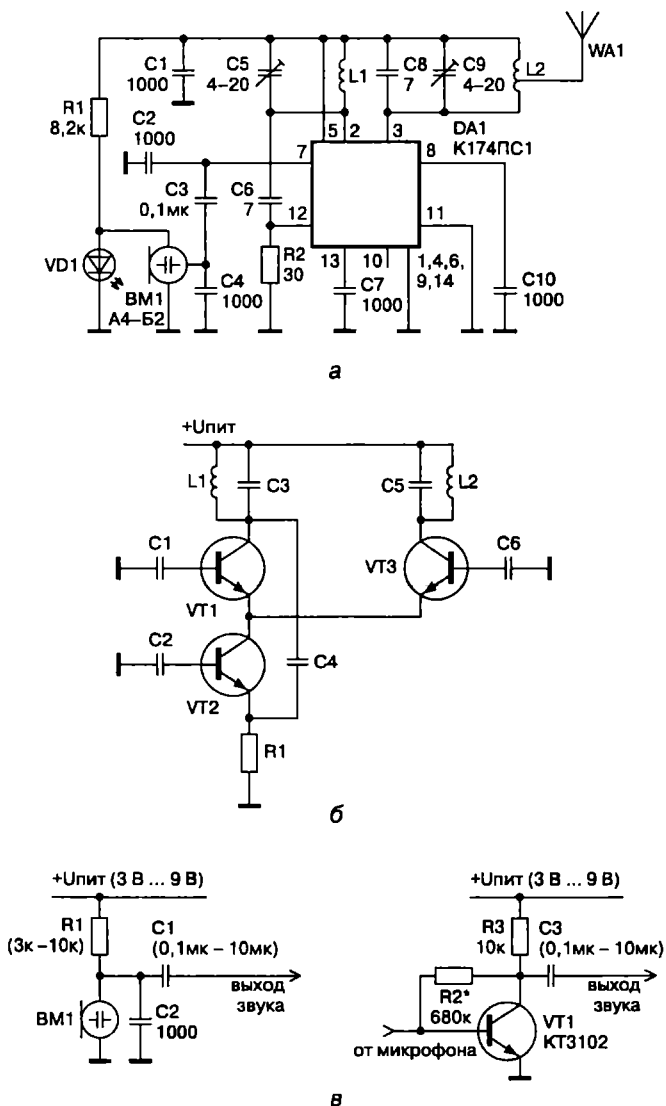 WA1
C1
1000
C5
4–20
L1
C8
7
C9
4–20
L2
R1
8,2к
C2
1000
DA1
К174ПС1
5 2
3
7
8
C3
0,1мк
C6
7
12
11
VD1
BM1
А4–Б2
C4
1000
R2
30
13
10
1,4,6,
9,14
C7
1000
C10
1000
а
+Uпит
L1
C3
C5
L2
C1
VT1
VT3
C6
C2
VT2
C4
R1
б
+Uпит (3 В ... 9 В)
R1
(3к –10к)
C1
(0,1мк – 10мк)
выход
звука
BM1
C2
1000
+Uпит (3 В ... 9 В)
R3
10к
C3
(0,1мк – 10мк)
выход
звука
R2*
680к
VT1
КТ3102
от микрофона
в